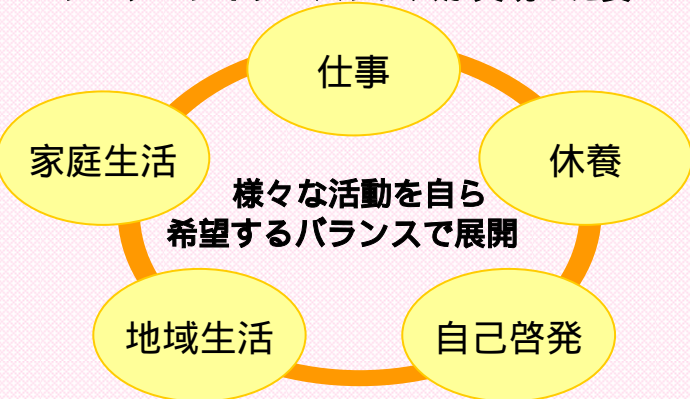 仕事
家庭生活
休養
様々な活動を自ら
希望するバランスで展開
地域生活
自己啓発